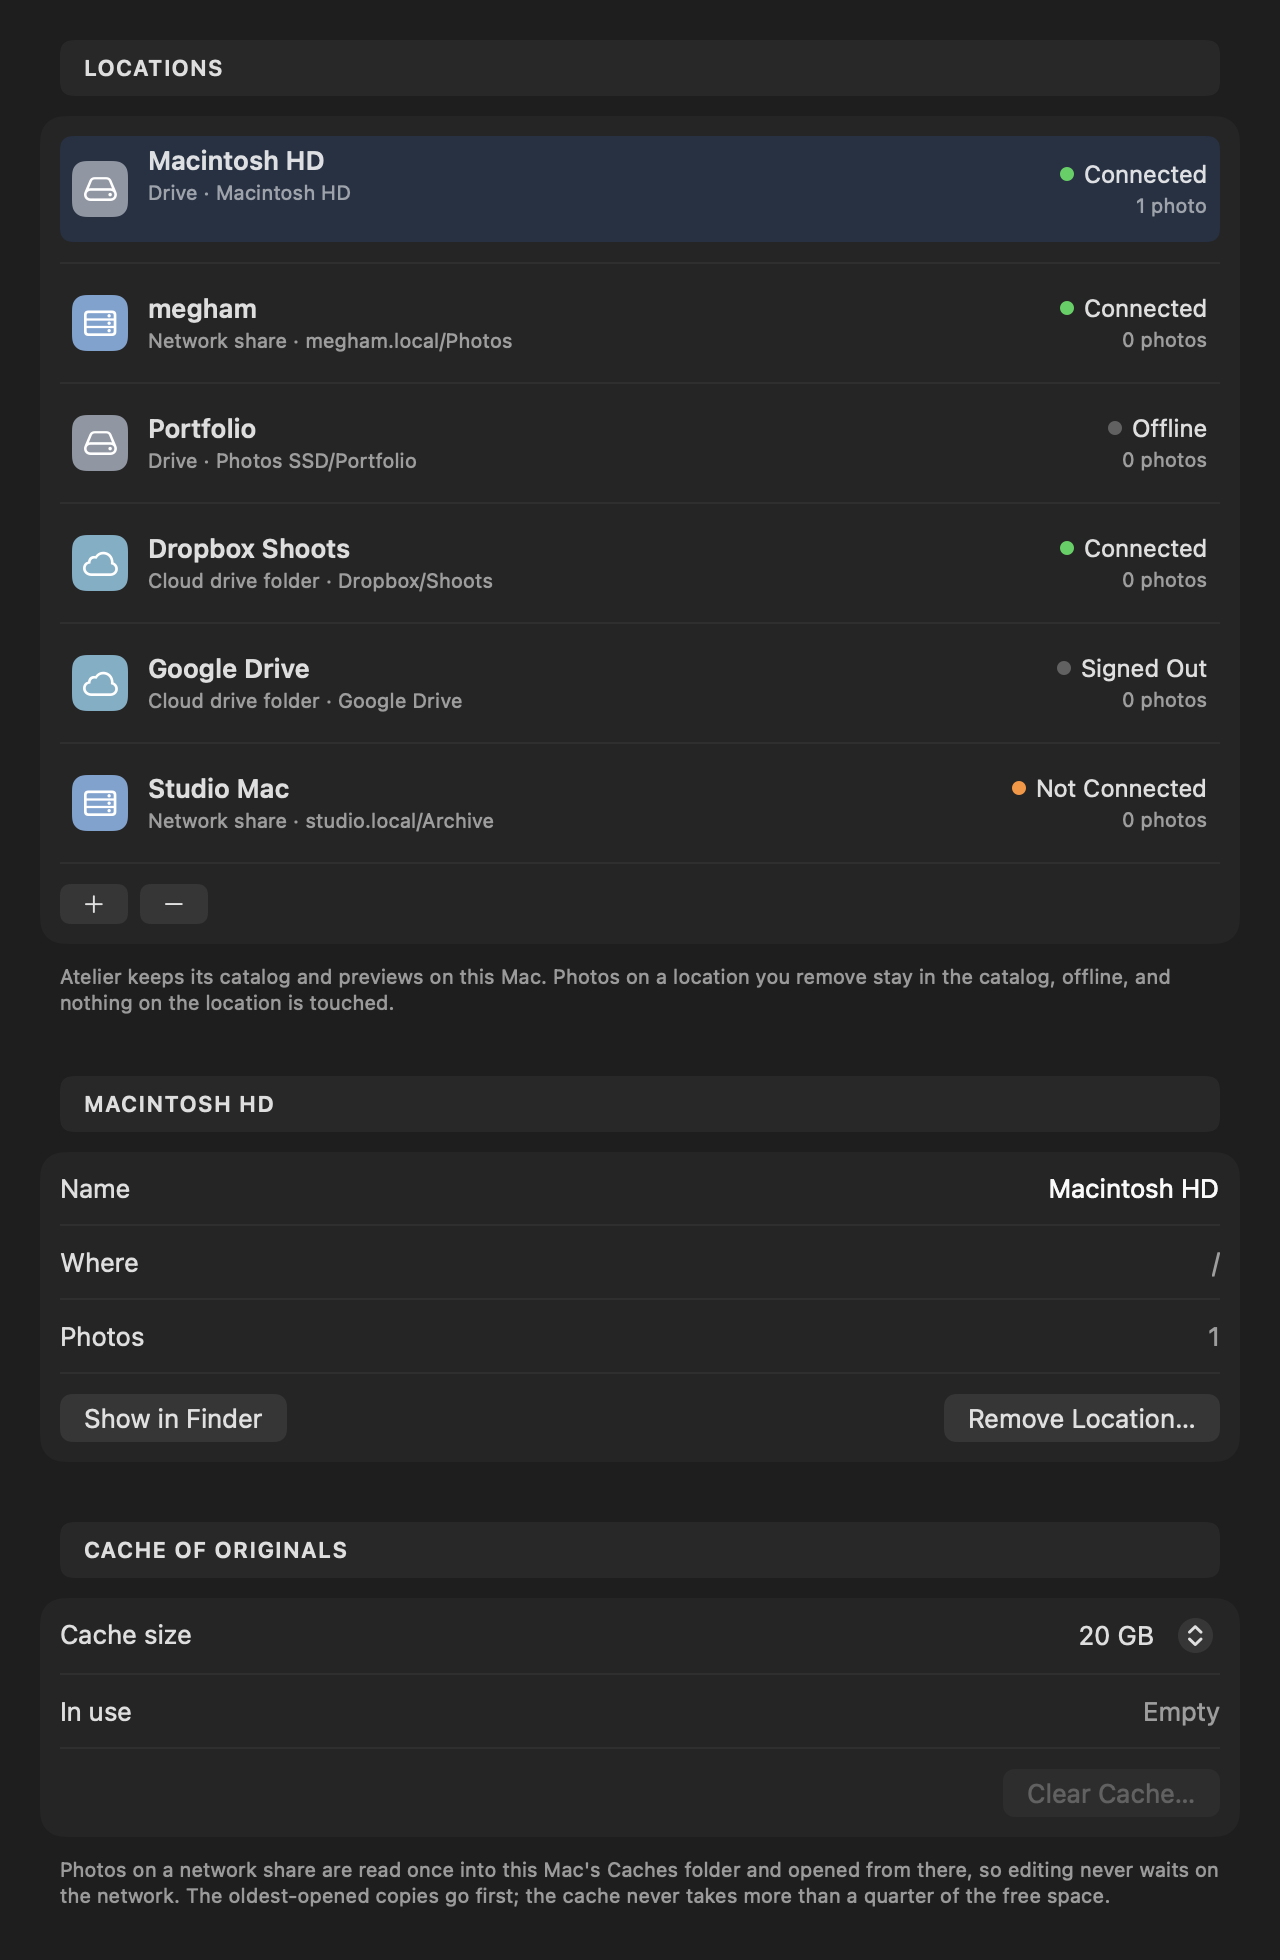 LOCATIONS
Macintosh HD
Connected
Drive · Macintosh HD
1 photo
megham
Connected
Network share · megham.local/Photos
0 photos
Portfolio
Offline
Drive · Photos SSD/Portfolio
0 photos
Dropbox Shoots
Connected
Cloud drive folder · Dropbox/Shoots
0 photos
Google Drive
Signed Out
Cloud drive folder · Google Drive
0 photos
Studio Mac
Not Connected
Network share · studio.local/Archive
0 photos
Atelier keeps its catalog and previews on this Mac. Photos on a location you remove stay in the catalog, offline, and
nothing on the location is touched.
MACINTOSH HD
Name
Macintosh HD
Where
/
Photos
1
Show in Finder
Remove Location...
CACHE OF ORIGINALS
Cache size
20 GB
In use
Empty
Clear Cache...
Photos on a network share are read once into this Mac's Caches folder and opened from there, so editing never waits on
the network. The oldest-opened copies go first; the cache never takes more than a quarter of the free space.